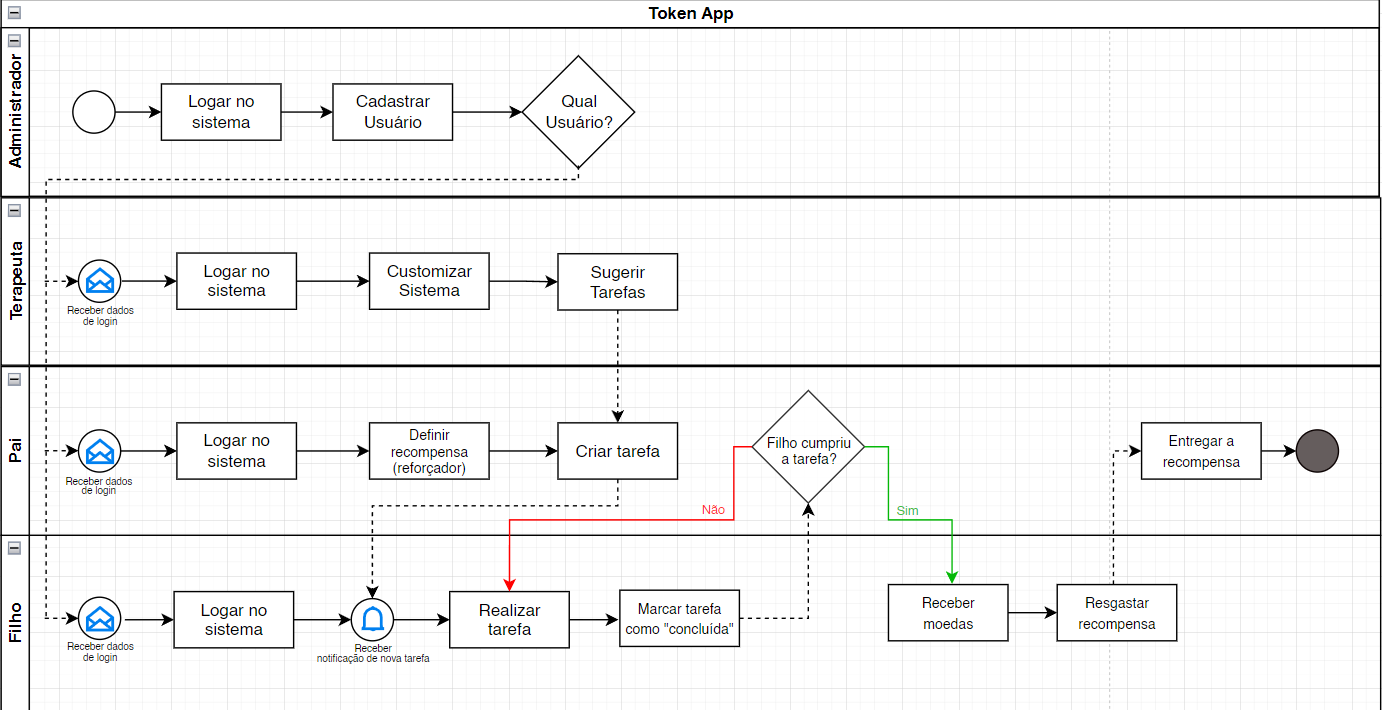 Token App
Administrador
Logar no
sistema
Cadastrar
Usuário
Qual
Usuário?
Terapeuta
Receber dados
de login
Logar no
sistema
Customizar
Sistema
Sugerir
Tarefas
Pai
Receber dados
de login
Logar no
sistema
Definir
recompensa
(reforçador)
Criar tarefa
Filho cumpriu
a tarefa?
Não
Sim
Entregar a
recompensa
Filho
Receber dados
de login
Logar no
sistema
Receber
notificação de nova tarefa
Realizar
tarefa
Marcar tarefa
como "concluída"
Receber
moedas
Resgastar
recompensa